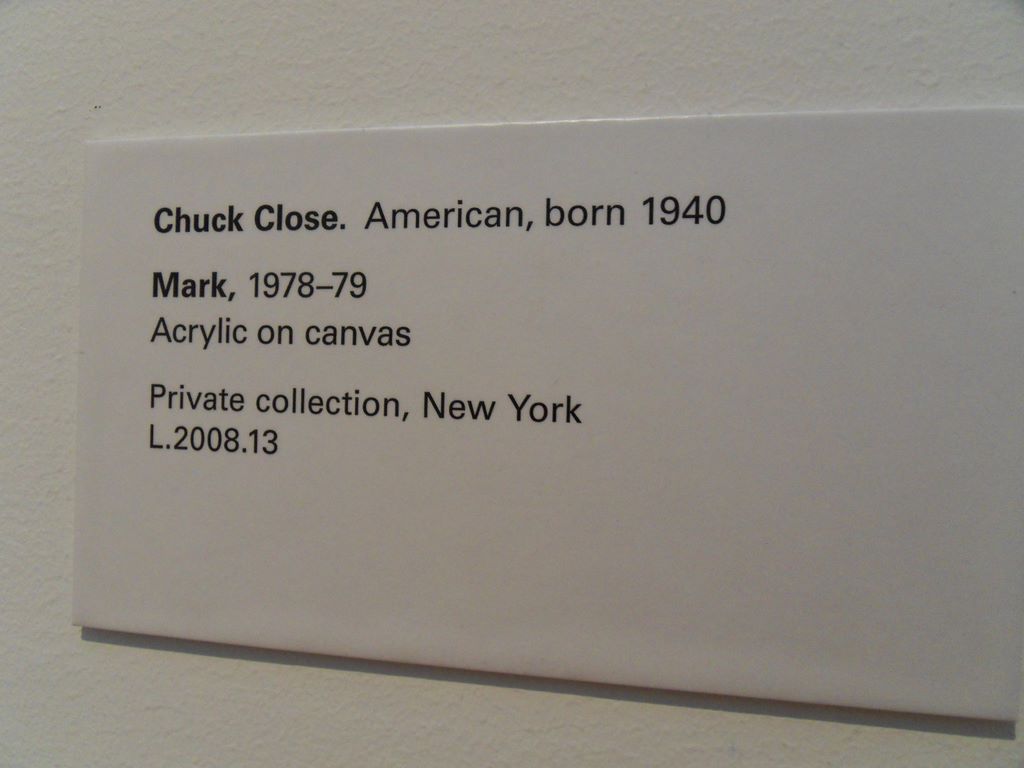 Chuck Close. American, born 1940
Mark, 1978–79
Acrylic on canvas
Private collection, New York
L.2008.13